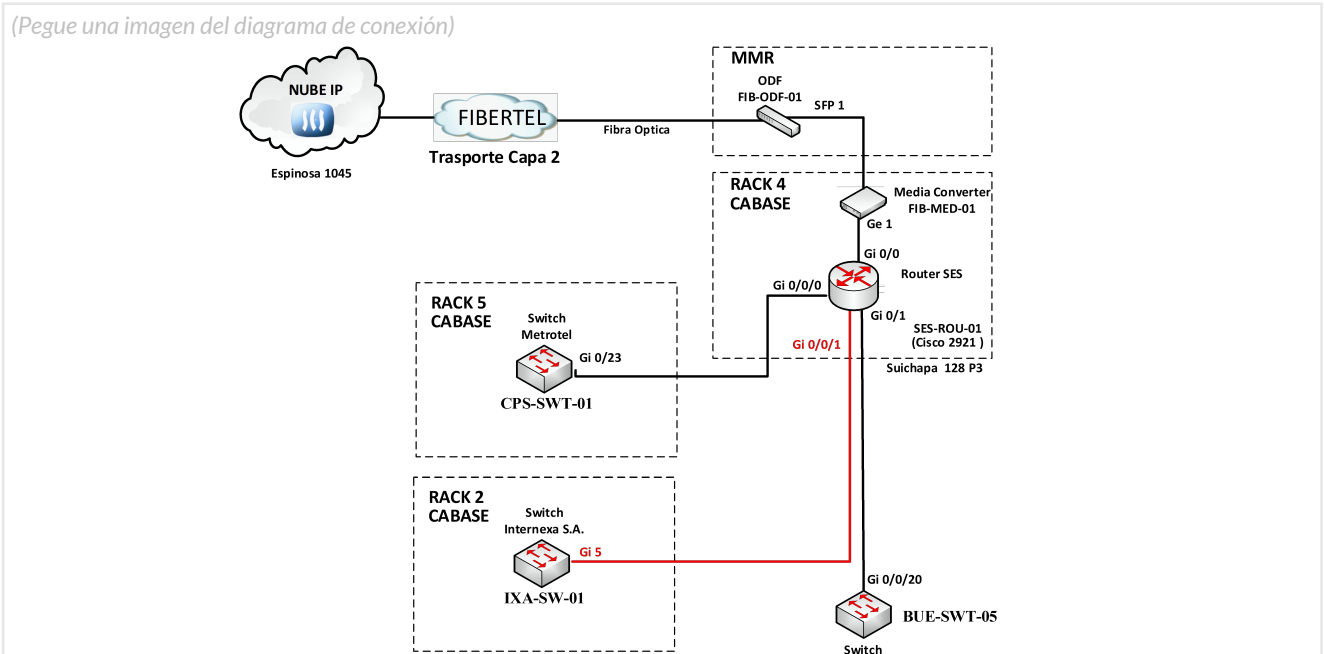 (Pegue una imagen del diagrama de conexión)
NUBE IP
Espinosa 1045
FIBERTEL
Trasporte Capa 2
Fibra Optica
MMR
ODF
FIB-ODF-01
SFP 1
RACK 4
CABASE
Media Converter
FIB-MED-01
Ge 1
Gi 0/0
Router SES
Gi 0/0/0
Gi 0/1
SES-ROU-01
(Cisco 2921 )
Gi 0/0/1
Suichapa 128 P3
RACK 5
CABASE
Switch
Metrotel
Gi 0/23
CPS-SWT-01
RACK 2
CABASE
Switch
Internexa S.A.
Gi 5
IXA-SW-01
Gi 0/0/20
BUE-SWT-05
Switch